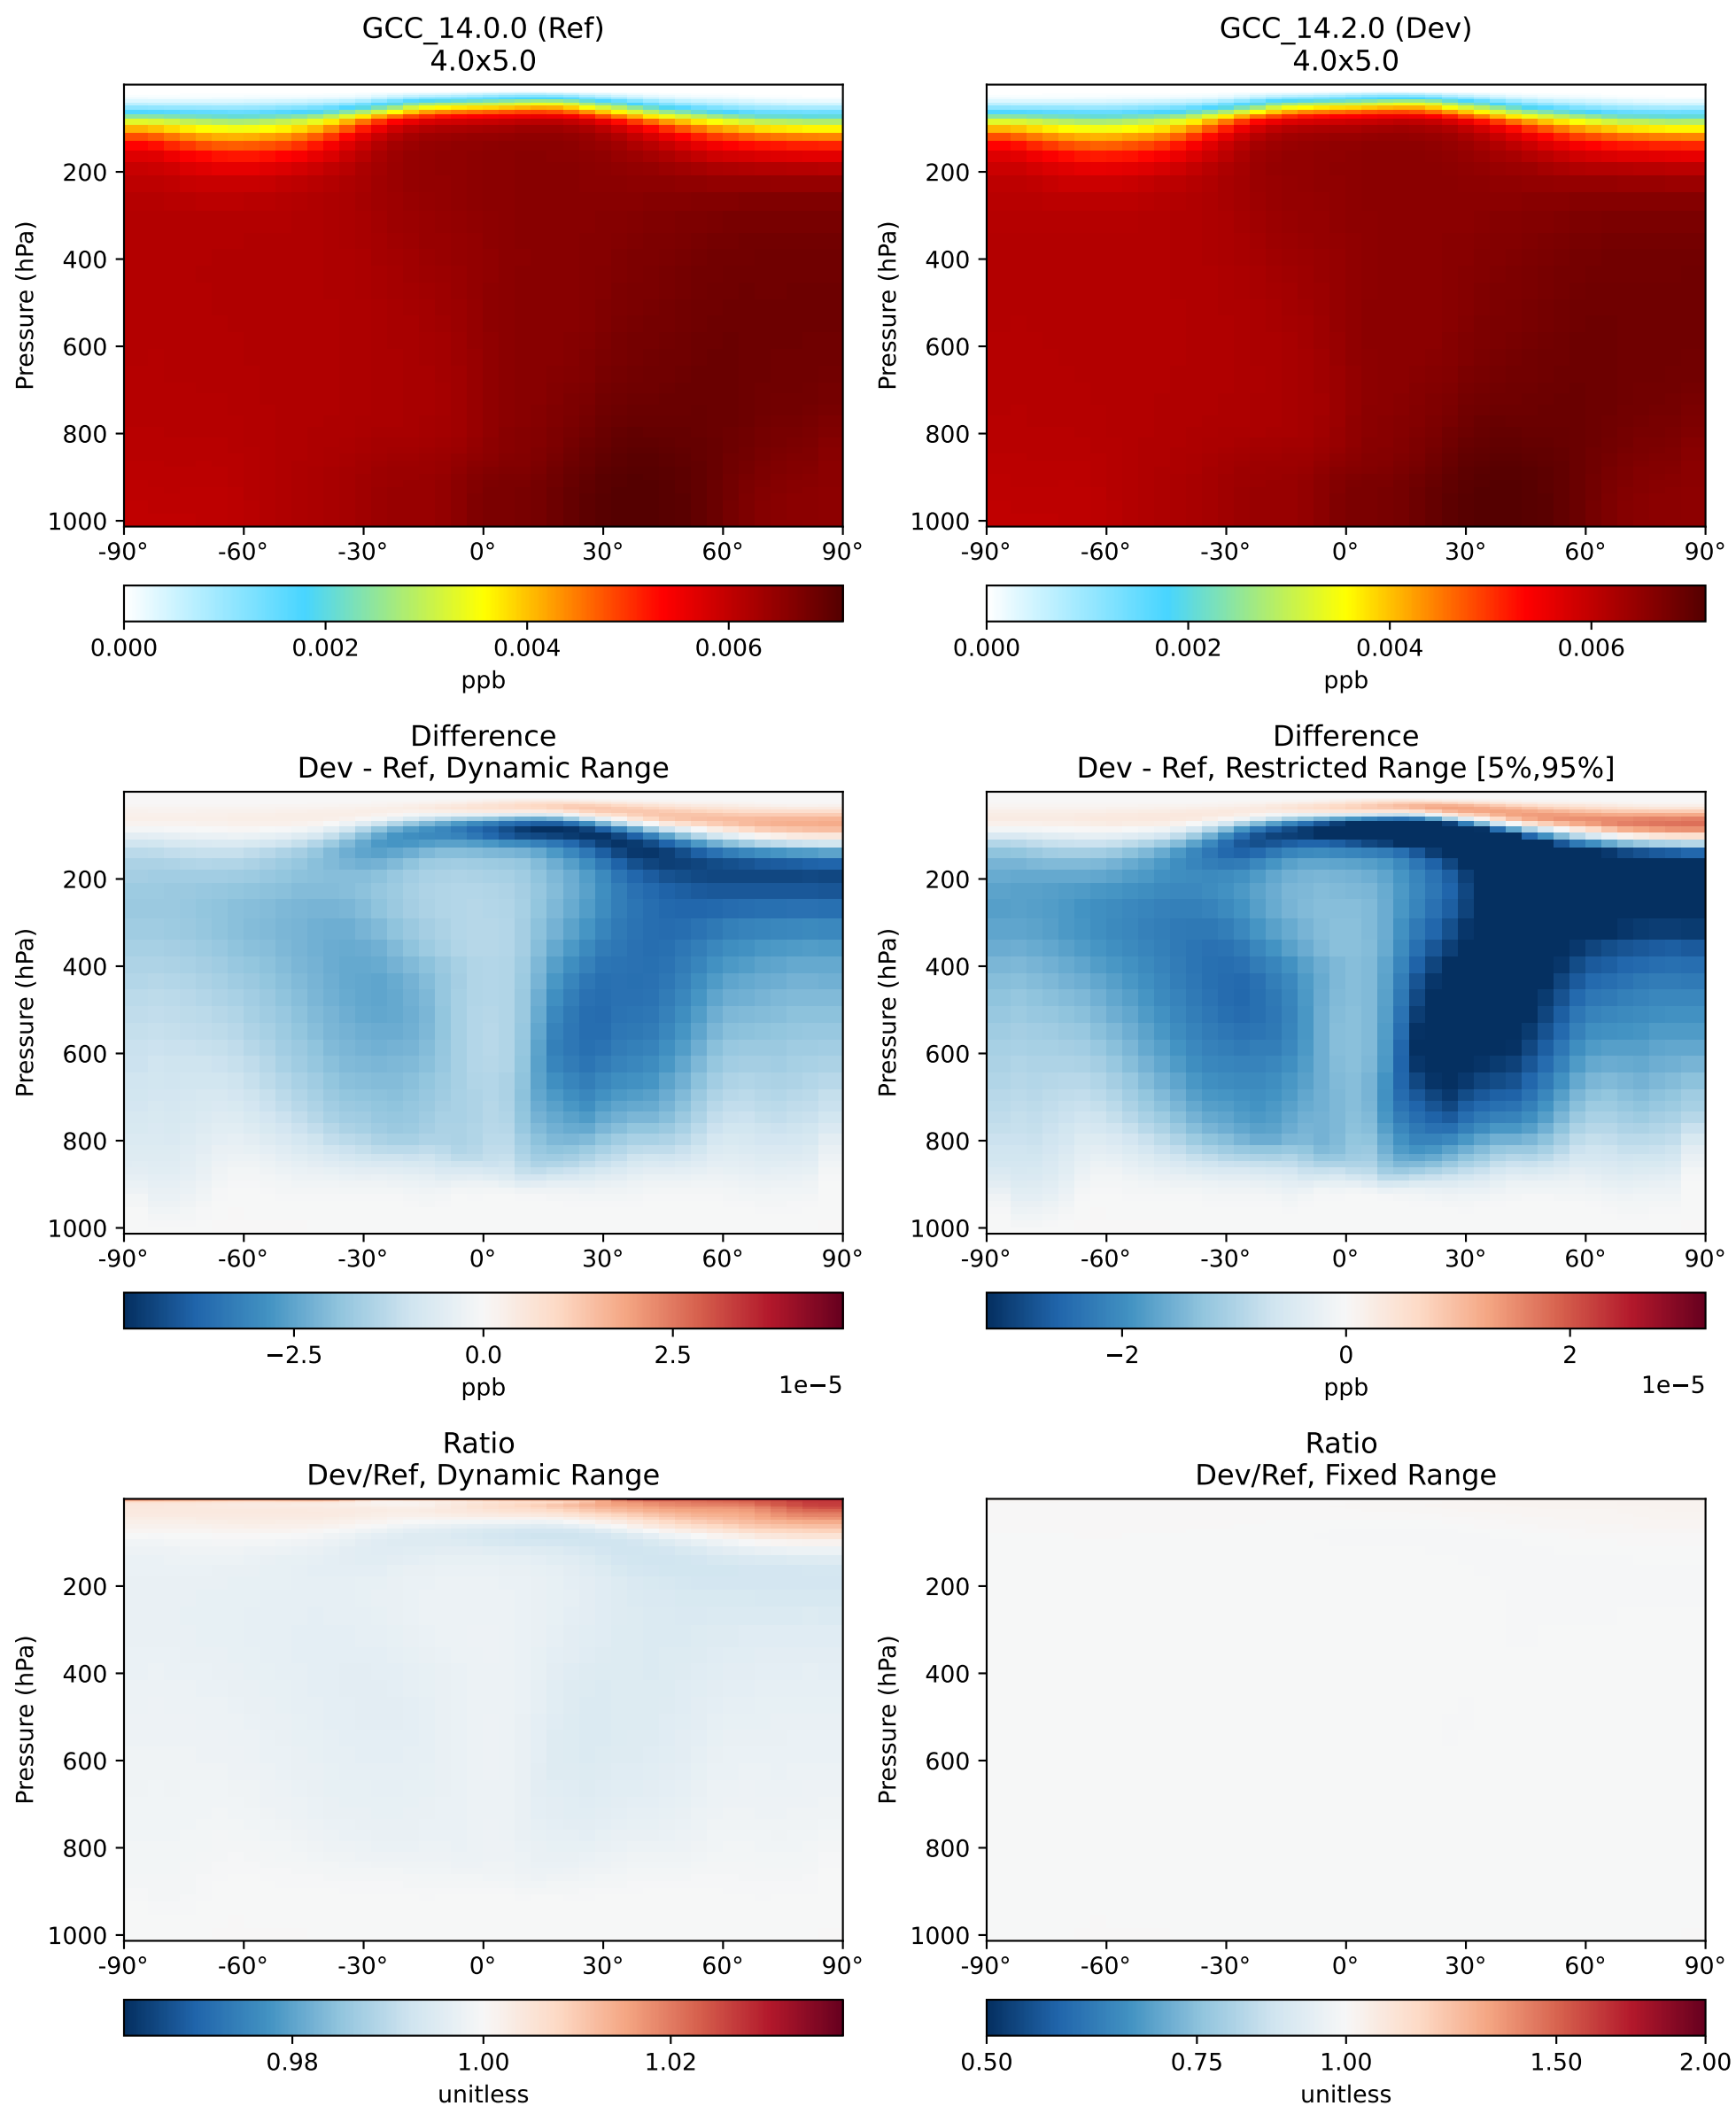 GCC_14.0.0 (Ref)
4.0x5.0
Pressure (hPa)
200
400
600
800
1000
-90° -60° -30° 0° 30° 60° 90°
0.000 0.002 0.004 0.006
ppb
GCC_14.2.0 (Dev)
4.0x5.0
Pressure (hPa)
200
400
600
800
1000
-90° -60° -30° 0° 30° 60° 90°
0.000 0.002 0.004 0.006
ppb
Difference
Dev - Ref, Dynamic Range
Pressure (hPa)
200
400
600
800
1000
-90° -60° -30° 0° 30° 60° 90°
−2.5 0.0 2.5
ppb
1e−5
Difference
Dev - Ref, Restricted Range [5%,95%]
Pressure (hPa)
200
400
600
800
1000
-90° -60° -30° 0° 30° 60° 90°
−2 0 2
ppb
1e−5
Ratio
Dev/Ref, Dynamic Range
Pressure (hPa)
200
400
600
800
1000
-90° -60° -30° 0° 30° 60° 90°
0.98 1.00 1.02
unitless
Ratio
Dev/Ref, Fixed Range
Pressure (hPa)
200
400
600
800
1000
-90° -60° -30° 0° 30° 60° 90°
0.50 0.75 1.00 1.50 2.00
unitless